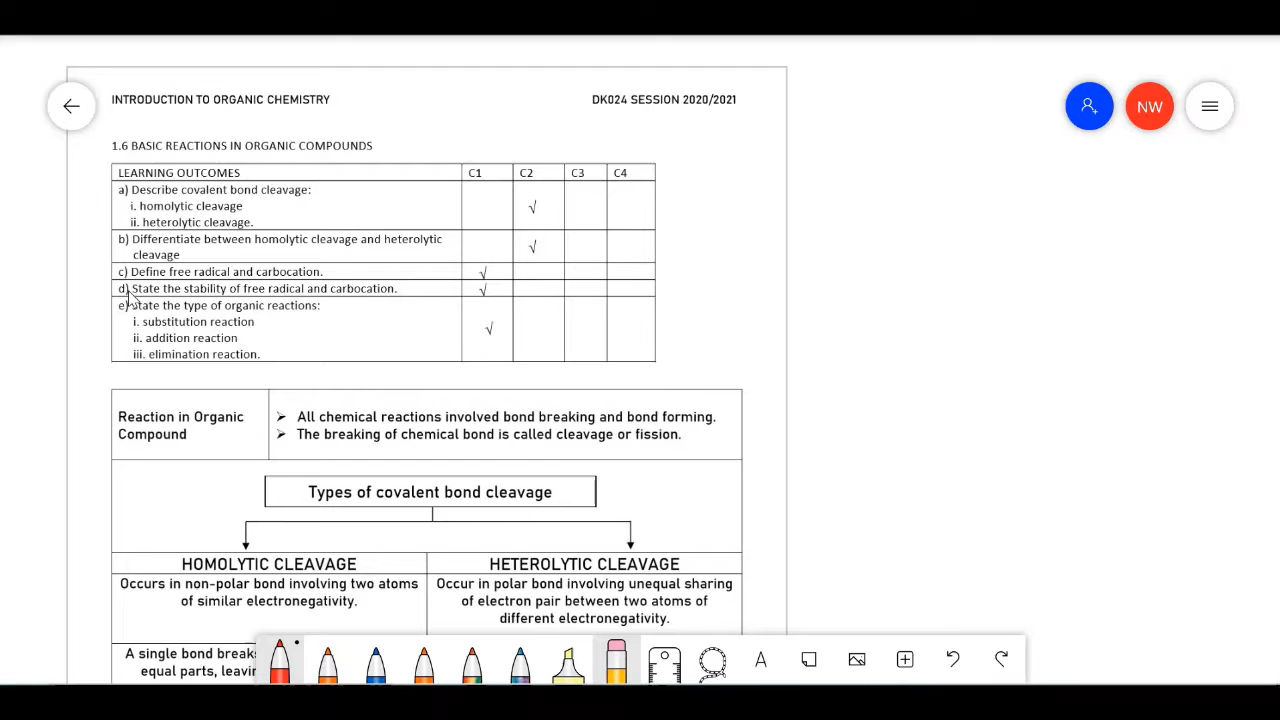 INTRODUCTION TO ORGANIC CHEMISTRY DK024 SESSION 2020/2021
NW
1.6 BASIC REACTIONS IN ORGANIC COMPOUNDS
LEARNING OUTCOMES C1 C2 C3 C4
a) Describe covalent bond cleavage:
i. homolytic cleavage √
ii. heterolytic cleavage.
b) Differentiate between homolytic cleavage and heterolytic √
cleavage
c) Define free radical and carbocation. √
d) State the stability of free radical and carbocation. √
e) State the type of organic reactions:
i. substitution reaction √
ii. addition reaction
iii. elimination reaction.
Reaction in Organic
Compound
➢ All chemical reactions involved bond breaking and bond forming.
➢ The breaking of chemical bond is called cleavage or fission.
Types of covalent bond cleavage
HOMOLYTIC CLEAVAGE
Occurs in non-polar bond involving two atoms
of similar electronegativity.
HETEROLYTIC CLEAVAGE
Occur in polar bond involving unequal sharing
of electron pair between two atoms of
different electronegativity.
A single bond breaks
equal parts,
A